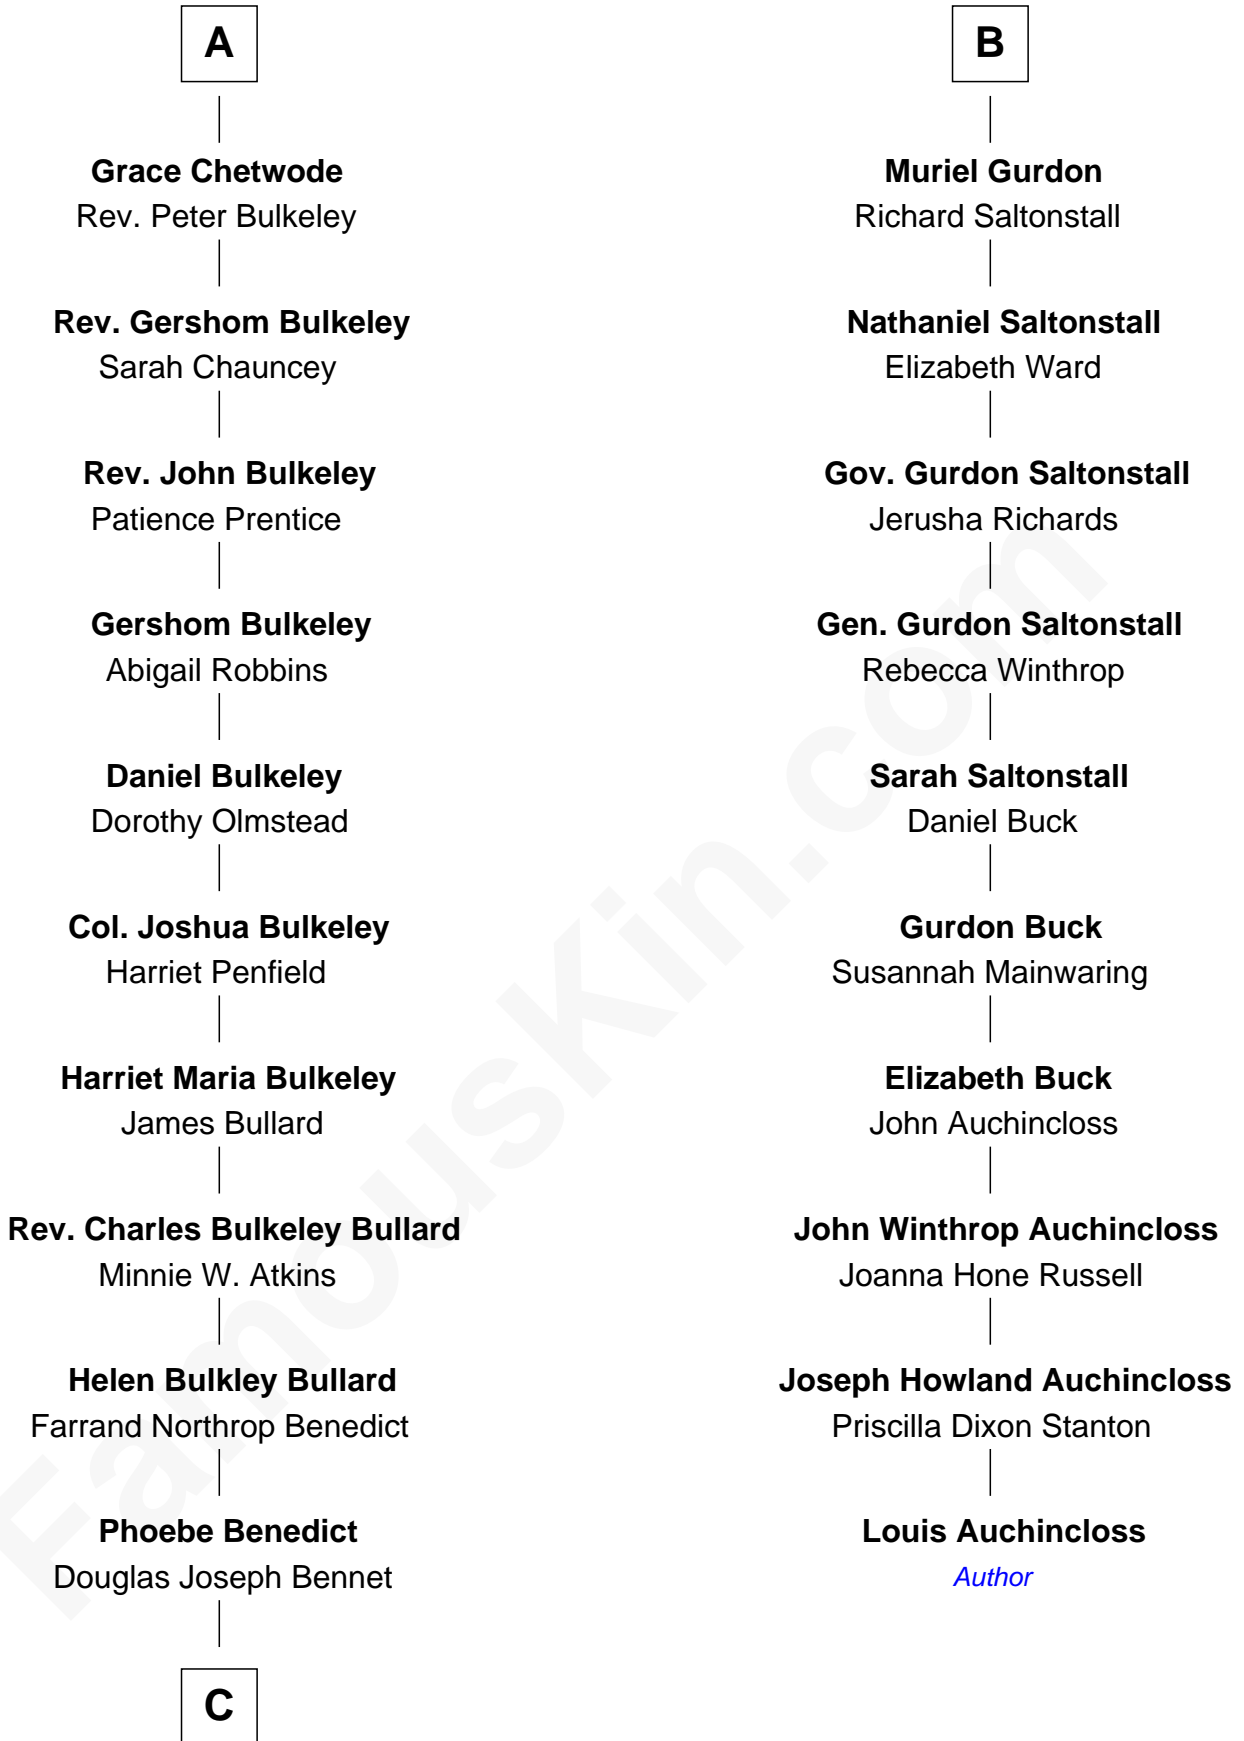 A
Grace Chetwode
Rev. Peter Bulkeley
Rev. Gershom Bulkeley
Sarah Chauncey
Rev. John Bulkeley
Patience Prentice
Gershom Bulkeley
Abigail Robbins
Daniel Bulkeley
Dorothy Olmstead
Col. Joshua Bulkeley
Harriet Penfield
Harriet Maria Bulkeley
James Bullard
Rev. Charles Bulkeley Bullard
Minnie W. Atkins
Helen Bulkley Bullard
Farrand Northrop Benedict
Phoebe Benedict
Douglas Joseph Bennet
C
B
Muriel Gurdon
Richard Saltonstall
Nathaniel Saltonstall
Elizabeth Ward
Gov. Gurdon Saltonstall
Jerusha Richards
Gen. Gurdon Saltonstall
Rebecca Winthrop
Sarah Saltonstall
Daniel Buck
Gurdon Buck
Susannah Mainwaring
Elizabeth Buck
John Auchincloss
John Winthrop Auchincloss
Joanna Hone Russell
Joseph Howland Auchincloss
Priscilla Dixon Stanton
Louis Auchincloss
Author
FamousKin.com